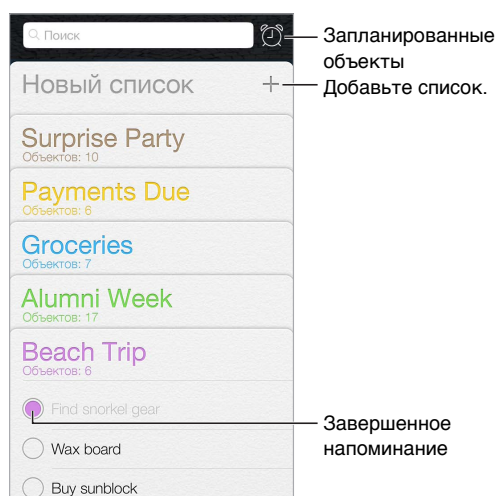 Поиск
Запланированные
объекты
Новый список
Добавьте список.
Surprise Party
Объектов: 10
Payments Due
Объектов: 6
Groceries
Объектов: 7
Alumni Week
Объектов: 17
Beach Trip
Объектов: 6
Find snorkel gear
Завершенное
напоминание
Wax board
Buy sunblock